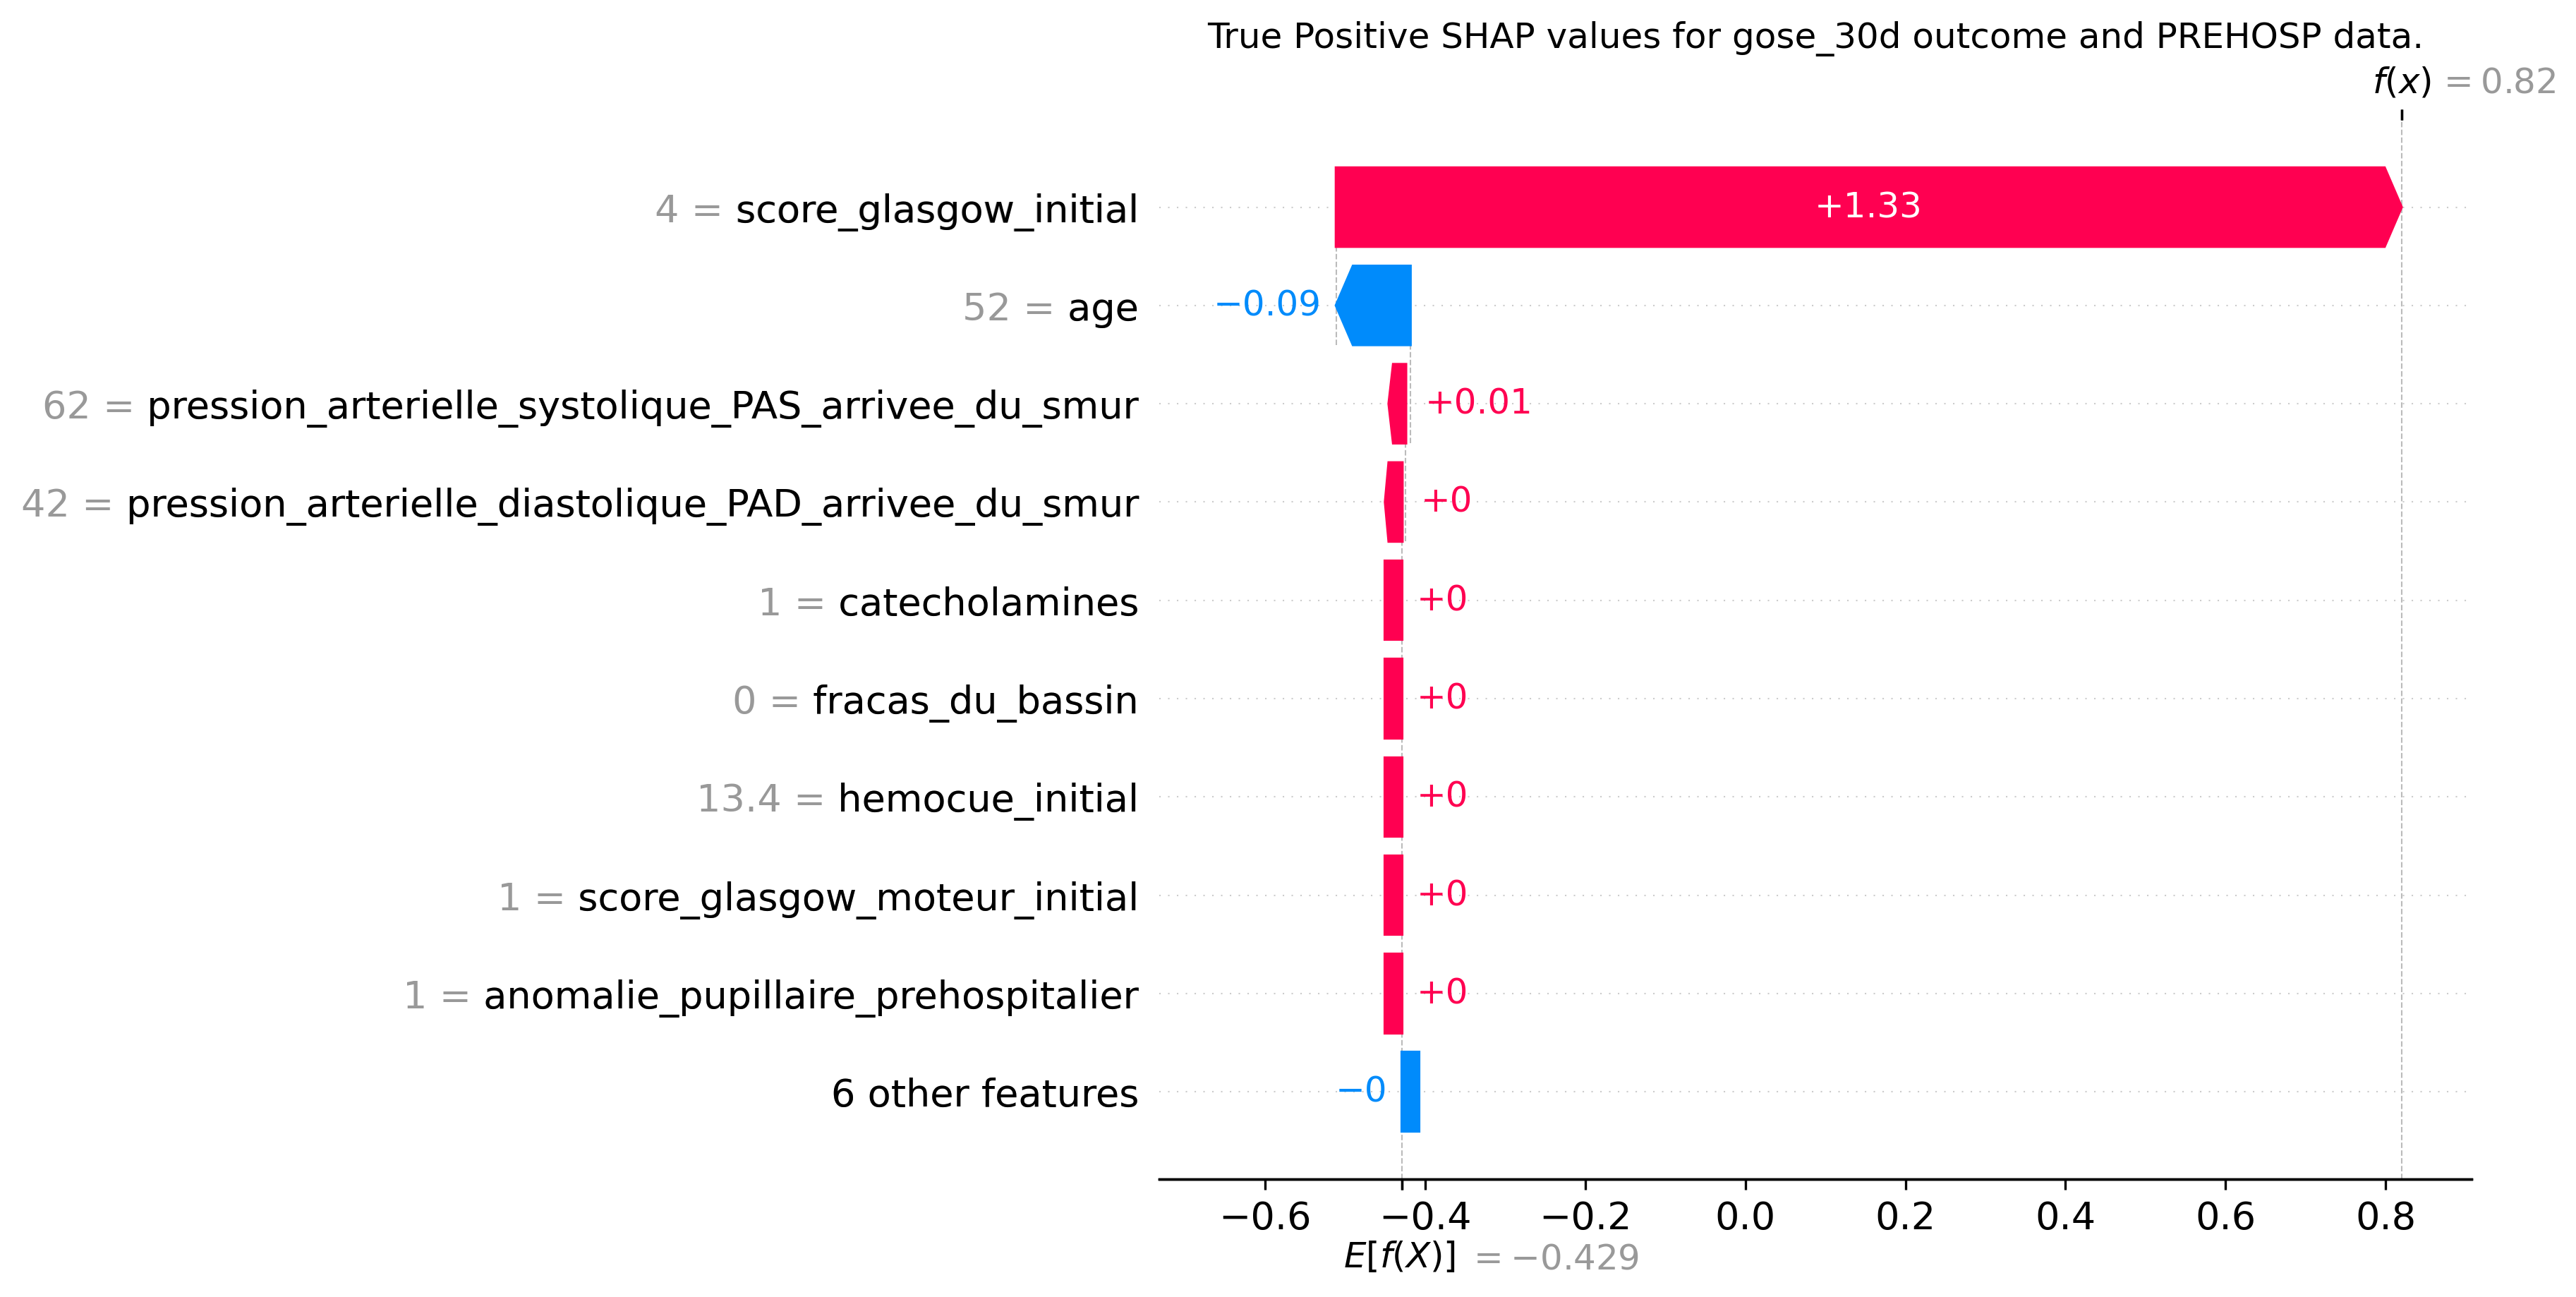 True Positive SHAP values for gose_30d outcome and PREHOSP data.
f(x) = 0.82
4 = score_glasgow_initial +1.33
52 = age −0.09
62 = pression_arterielle_systolique_PAS_arrivee_du_smur +0.01
42 = pression_arterielle_diastolique_PAD_arrivee_du_smur +0
1 = catecholamines +0
0 = fracas_du_bassin +0
13.4 = hemocue_initial +0
1 = score_glasgow_moteur_initial +0
1 = anomalie_pupillaire_prehospitalier +0
6 other features −0
−0.6 −0.4 −0.2 0.0 0.2 0.4 0.6 0.8
E[f(X)] = −0.429